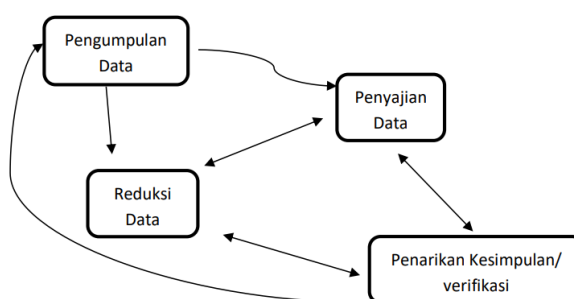 Pengumpulan
Data
Penyajian
Data
Reduksi
Data
Penarikan Kesimpulan/
verifikasi